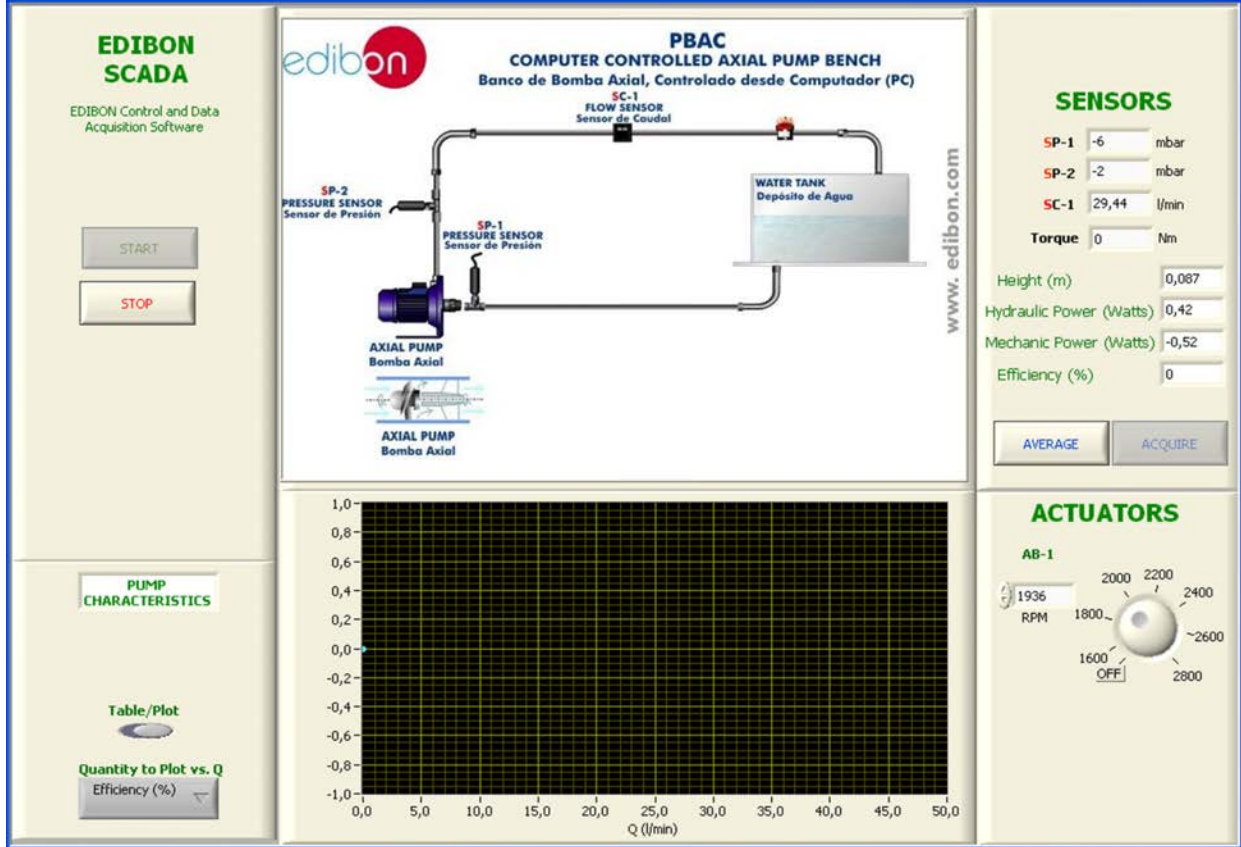 EDIBON
SCADA
EDIBON Control and Data
Acquisition Software
START
STOP
PUMP
CHARACTERISTICS
Table/Plot
Quantity to Plot vs. Q
Efficiency (%)
edibon
PBAC
COMPUTER CONTROLLED AXIAL PUMP BENCH
Banco de Bomba Axial, Controlado desde Computador (PC)
SC-1
FLOW SENSOR
Sensor de Caudal
SP-2
PRESSURE SENSOR
Sensor de Presión
SP-1
PRESSURE SENSOR
Sensor de Presión
WATER TANK
Depósito de Agua
www. edibon.com
AXIAL PUMP
Bomba Axial
AXIAL PUMP
Bomba Axial
1,0
0,8
0,6
0,4
0,2
0,0
-0,2
-0,4
-0,6
-0,8
-1,0
0,0 5,0 10,0 15,0 20,0 25,0 30,0 35,0 40,0 45,0 50,0
Q (l/min)
SENSORS
SP-1 -6 mbar
SP-2 -2 mbar
SC-1 29,44 l/min
Torque 0 Nm
Height (m) 0,087
Hydraulic Power (Watts) 0,42
Mechanic Power (Watts) -0,52
Efficiency (%) 0
AVERAGE
ACQUIRE
ACTUATORS
AB-1
1936
RPM
OFF
1600
1800
2000
2200
2400
2600
2800